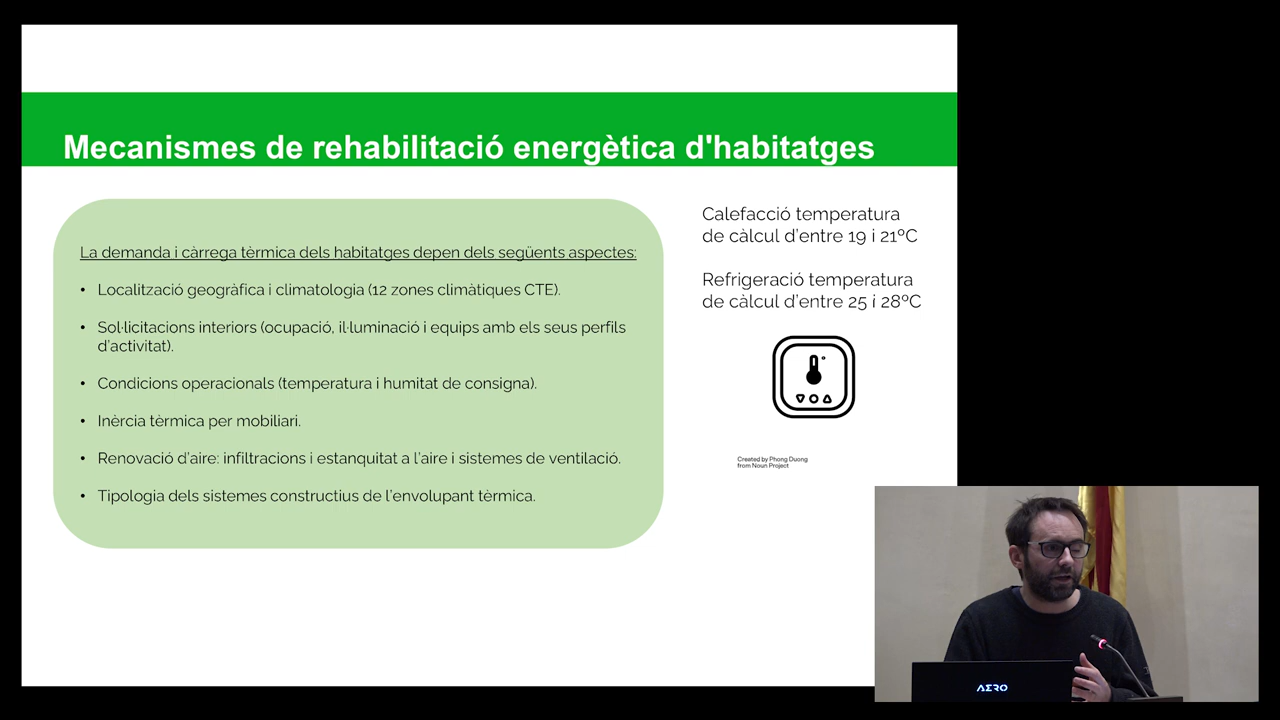 Mecanismes de rehabilitació energètica d'habitatges
La demanda i càrrega tèrmica dels habitatges depen dels següents aspectes:
• Localització geogràfica i climatologia (12 zones climàtiques CTE).
• Sol·licitacions interiors (ocupació, il·luminació i equips amb els seus perfils
d'activitat).
• Condicions operacionals (temperatura i humitat de consigna).
• Inèrcia tèrmica per mobiliari.
• Renovació d'aire: infiltracions i estanquitat a l'aire i sistemes de ventilació.
• Tipologia dels sistemes constructius de l'envolupant tèrmica.
Calefacció temperatura
de càlcul d'entre 19 i 21ºC
Refrigeració temperatura
de càlcul d'entre 25 i 28ºC
Created by Phong Duong
from Noun Project
AERO